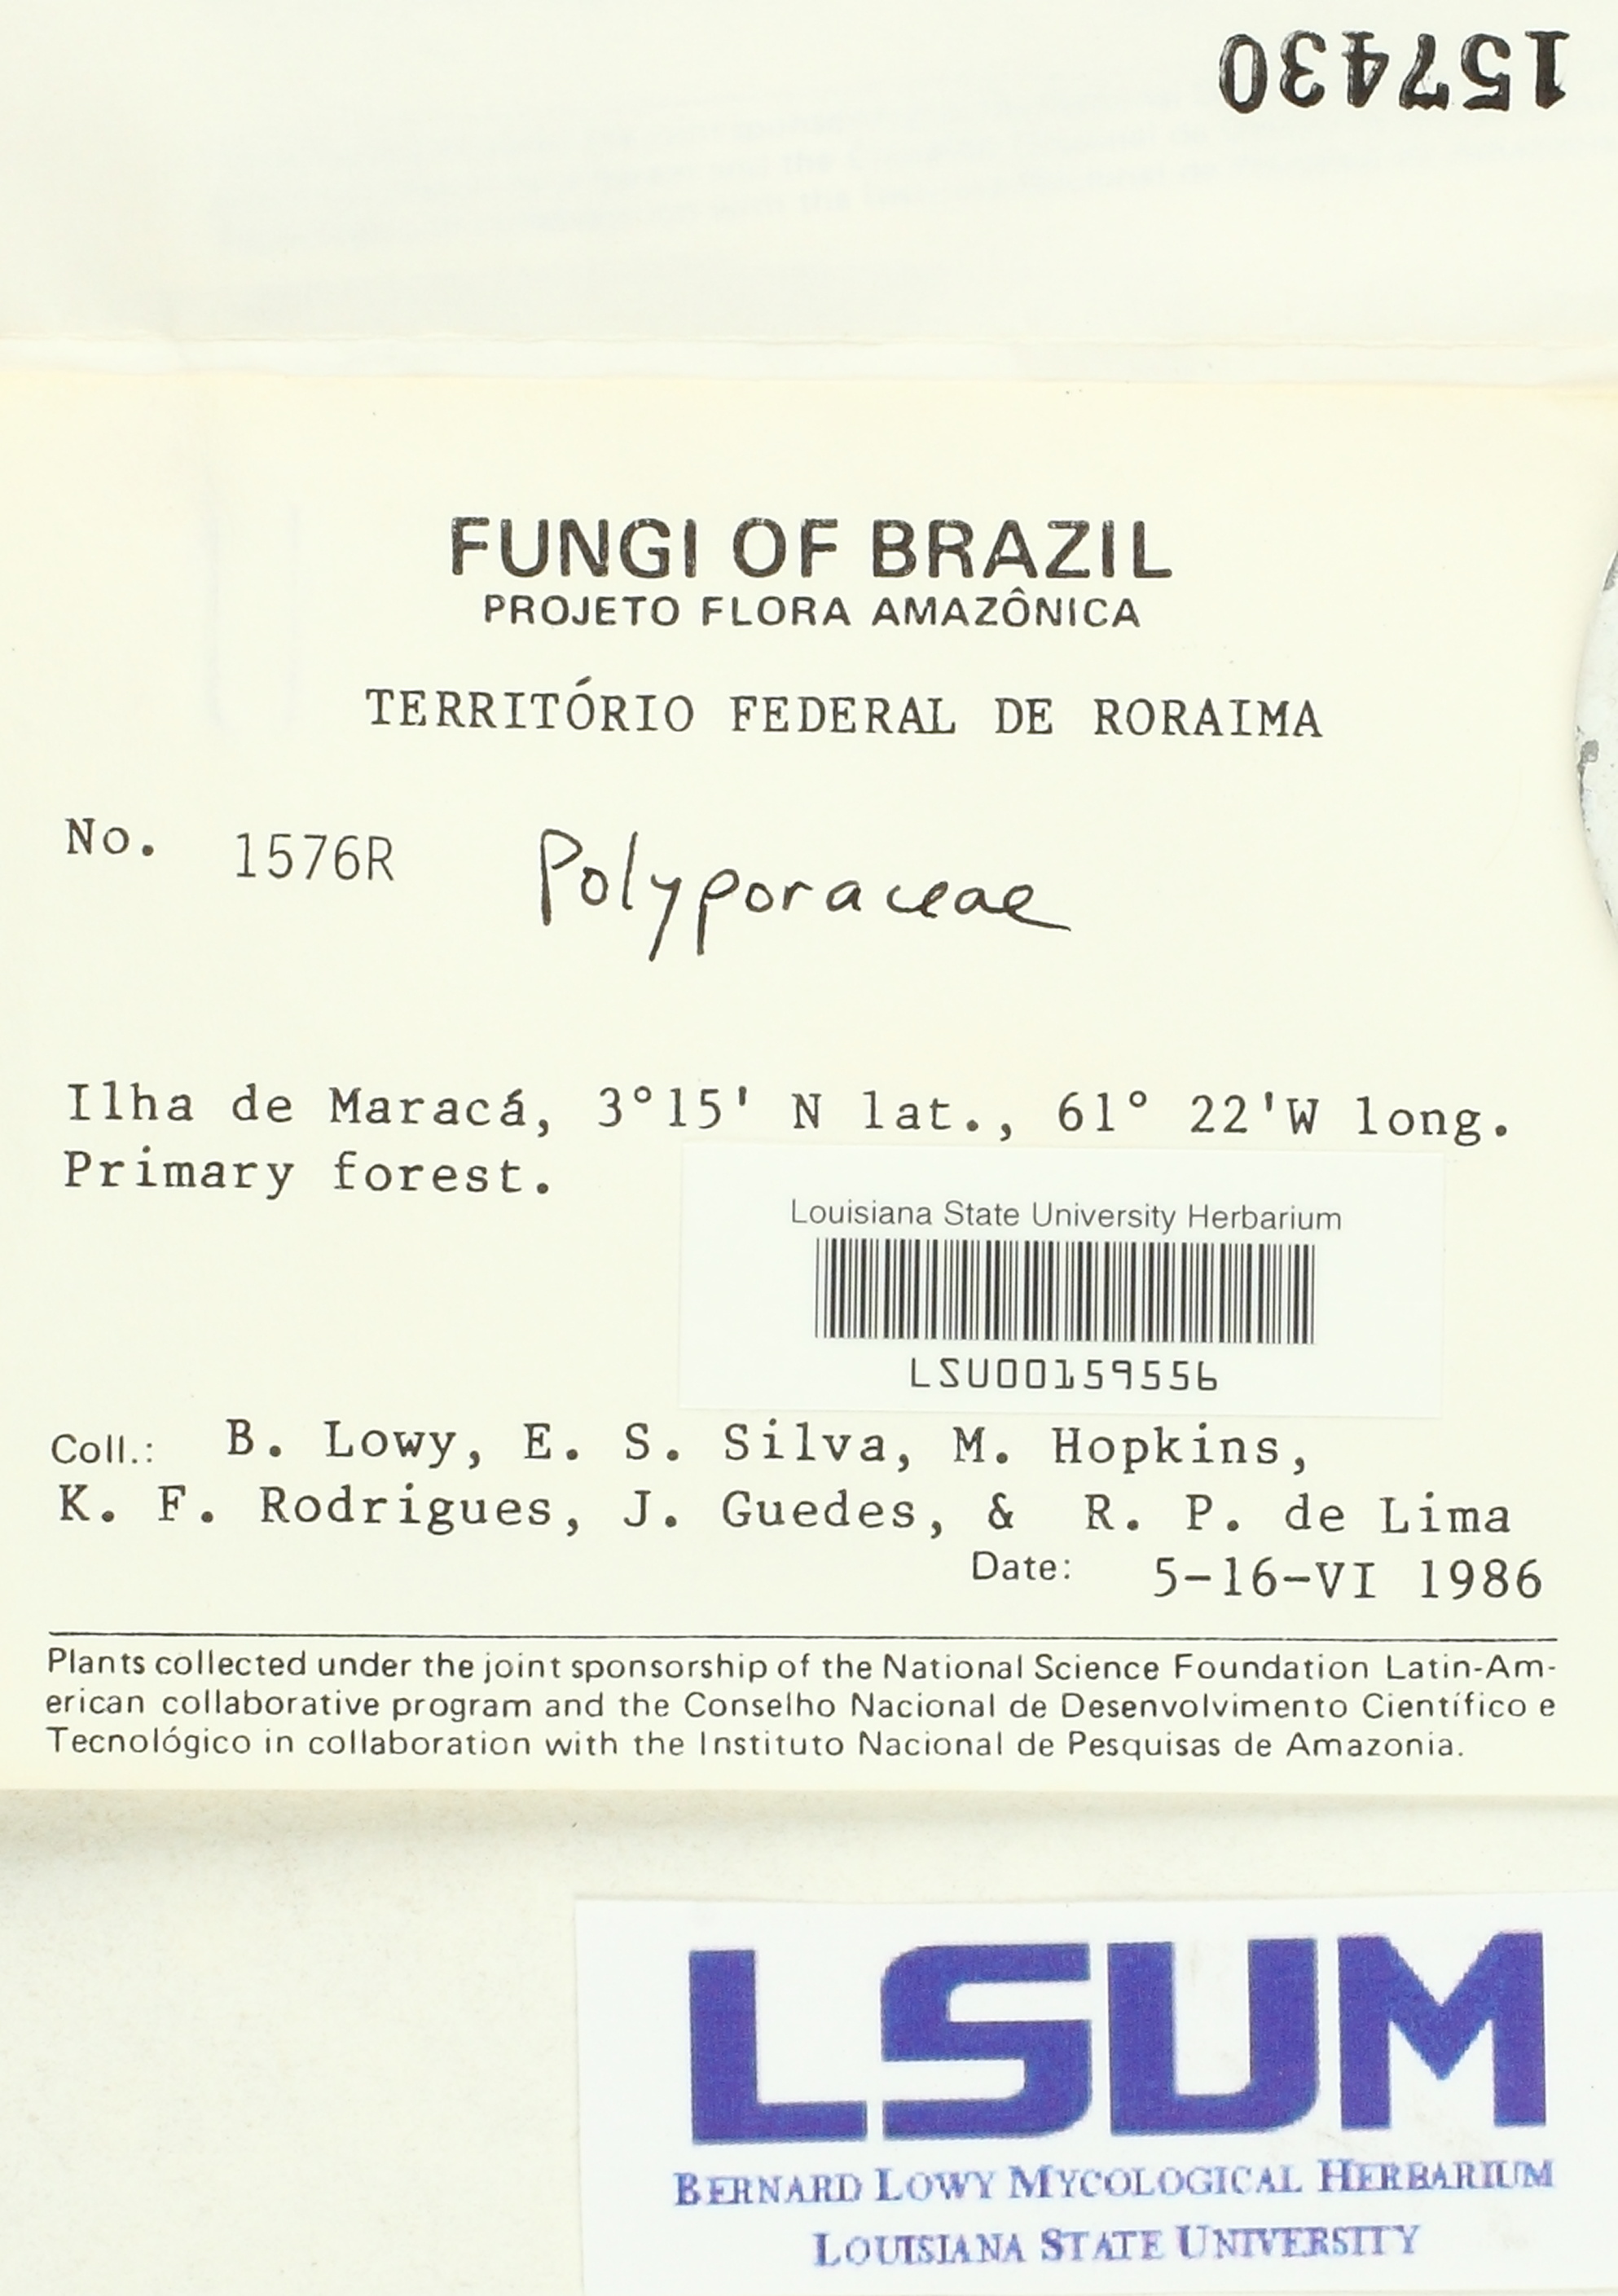 157430
FUNGI OF BRAZIL
PROJETO FLORA AMAZÔNICA
TERRITÓRIO FEDERAL DE RORAIMA
No. 1576R Polyporaceae
Ilha de Maracá, 3°15' N lat., 61° 22'W long.
Primary forest.
Louisiana State University Herbarium
LSU00159556
Coll.: B. Lowy, E. S. Silva, M. Hopkins,
K. F. Rodrigues, J. Guedes, & R. P. de Lima
Date: 5-16-VI 1986
Plants collected under the joint sponsorship of the National Science Foundation Latin-Am-
erican collaborative program and the Conselho Nacional de Desenvolvimento Científico e
Tecnológico in collaboration with the Instituto Nacional de Pesquisas de Amazonia.
LSUM
BERNARD LOWY MYCOLOGICAL HERBARIUM
LOUISIANA STATE UNIVERSITY